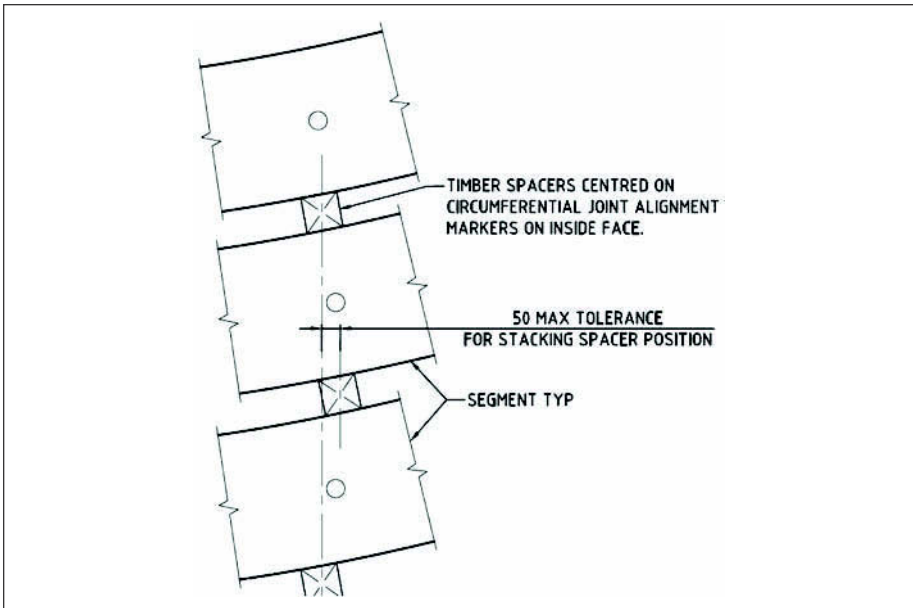 TIMBER SPACERS CENTRED ON
CIRCUMFERENTIAL JOINT ALIGNMENT
MARKERS ON INSIDE FACE.
50 MAX TOLERANCE
FOR STACKING SPACER POSITION
SEGMENT TYP